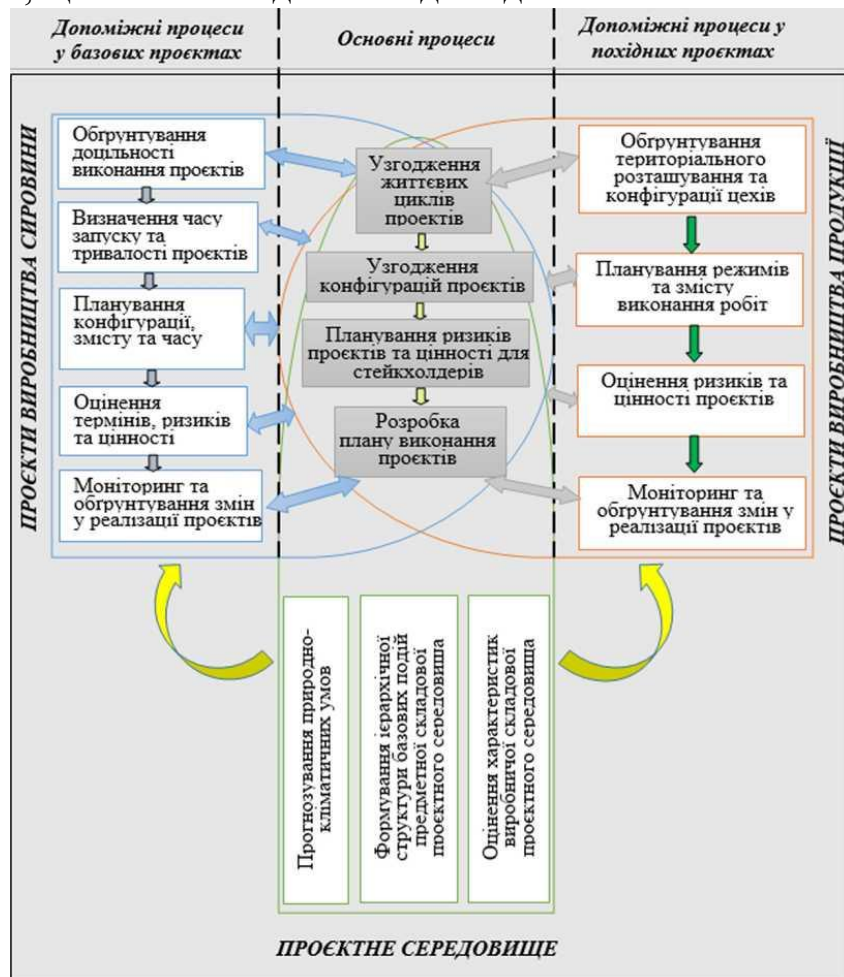 Допоміжні процеси
у базових проєктах
Основні процеси
Допоміжні процеси у
похідних проєктах
ПРОЄКТИ ВИРОБНИЦТВА СИРОВИНИ
Обґрунтування
доцільності
виконання проєктів
Визначення часу
запуску та
тривалості проєктів
Планування
конфігурації,
змісту та часу
Оцінення
термінів, ризиків
та цінності
Моніторинг та
обґрунтування змін
у реалізації проєктів
Узгодження
життєвих
циклів
проектів
Узгодження
конфігурацій проєктів
Планування ризиків
проєктів та цінності для
стейкхолдерів
Розробка
плану виконання
проєктів
Обґрунтування
територіального
розташування та
конфігурації цехів
Планування режимів
та змісту
виконання робіт
Оцінення ризиків та
цінності проєктів
Моніторинг та
обґрунтування змін у
реалізації проєктів
ПРОЄКТИ ВИРОБНИЦТВА ПРОДУКЦІЇ
Прогнозування природно-
кліматичних умов
Формування ієрархічної
структури базових подій
предметної складової
проєктного середовища
Оцінення характеристик
виробничої складової
проєктного середовища
ПРОЄКТНЕ СЕРЕДОВИЩЕ